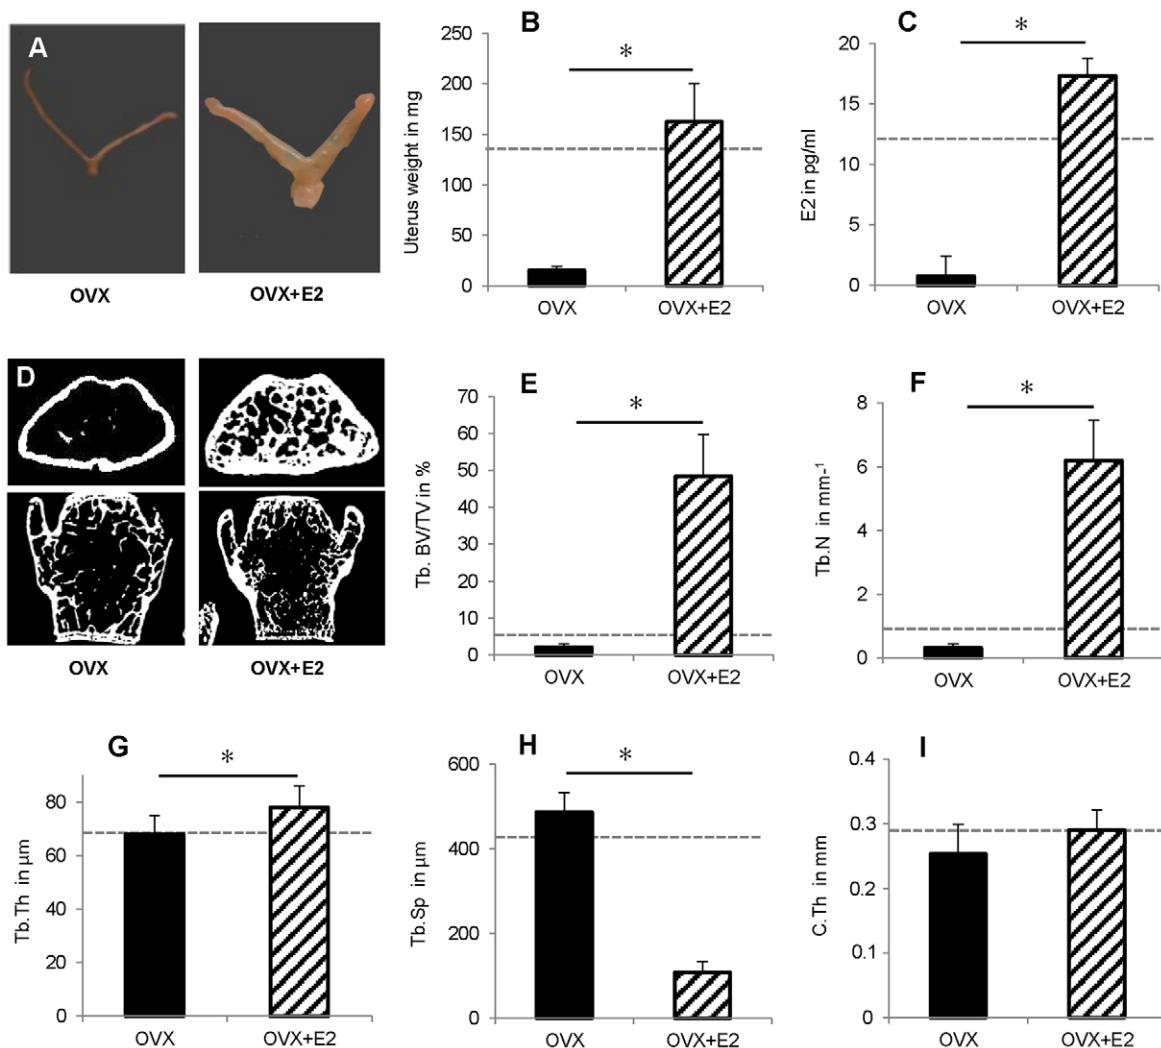 A
OVX
OVX+E2
B
Uterus weight in mg
250
200
150
100
50
0
*
OVX
OVX+E2
C
E2 in pg/ml
20
15
10
5
0
*
OVX
OVX+E2
D
OVX
OVX+E2
E
Tb. BV/TV in %
70
60
50
40
30
20
10
0
*
OVX
OVX+E2
F
Tb.N in mm-¹
8
6
4
2
0
*
OVX
OVX+E2
G
Tb.Th in µm
80
60
40
20
0
*
OVX
OVX+E2
H
Tb.Sp in µm
600
400
200
0
*
OVX
OVX+E2
I
C.Th in mm
0.4
0.3
0.2
0.1
0
OVX
OVX+E2